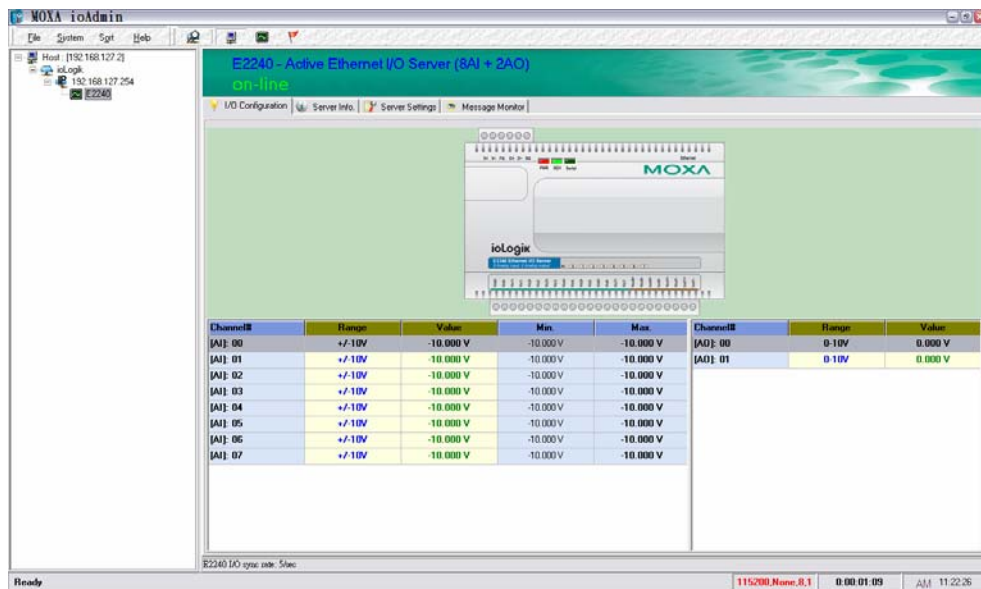 MOXA ioAdmin
File System Sort Help
Host : [192.168.127.2]
ioLogik
192.168.127.254
E2240
E2240 - Active Ethernet I/O Server (8AI + 2AO)
on-line
I/O Configuration Server Info. Server Settings Message Monitor
Ethernet
PWR RDY Serial
MOXA
ioLogik
E2240 Ethernet I/O Server
Channel# Range Value Min. Max.
[AI]: 00 +/-10V -10.000 V -10.000 V -10.000 V
[AI]: 01 +/-10V -10.000 V -10.000 V -10.000 V
[AI]: 02 +/-10V -10.000 V -10.000 V -10.000 V
[AI]: 03 +/-10V -10.000 V -10.000 V -10.000 V
[AI]: 04 +/-10V -10.000 V -10.000 V -10.000 V
[AI]: 05 +/-10V -10.000 V -10.000 V -10.000 V
[AI]: 06 +/-10V -10.000 V -10.000 V -10.000 V
[AI]: 07 +/-10V -10.000 V -10.000 V -10.000 V
Channel# Range Value
[AO]: 00 0-10V 0.000 V
[AO]: 01 0-10V 0.000 V
E2240 I/O sync rate: 5/sec
Ready 115200,None,8,1 0:00:01:09 AM 11:22:26